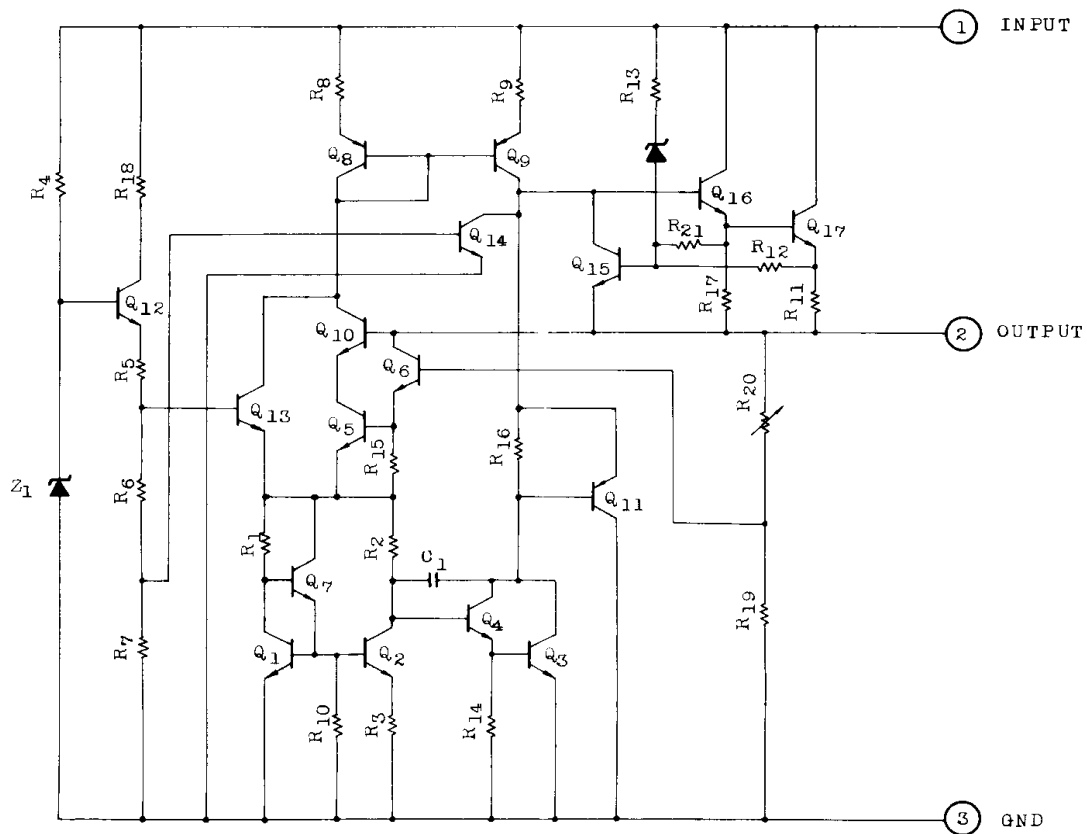 1 INPUT
R8
R9
R13
Q8
Q9
R4
R18
Q16
Q14
R21
Q17
R12
Q15
R17
R11
Q12
Q10
2 OUTPUT
R5
Q6
R20
Q13
Q5
R15
R16
Z1
R6
Q11
R1
R2
C1
Q7
Q4
R19
R7
Q1
Q2
Q3
R10
R3
R14
3 GND